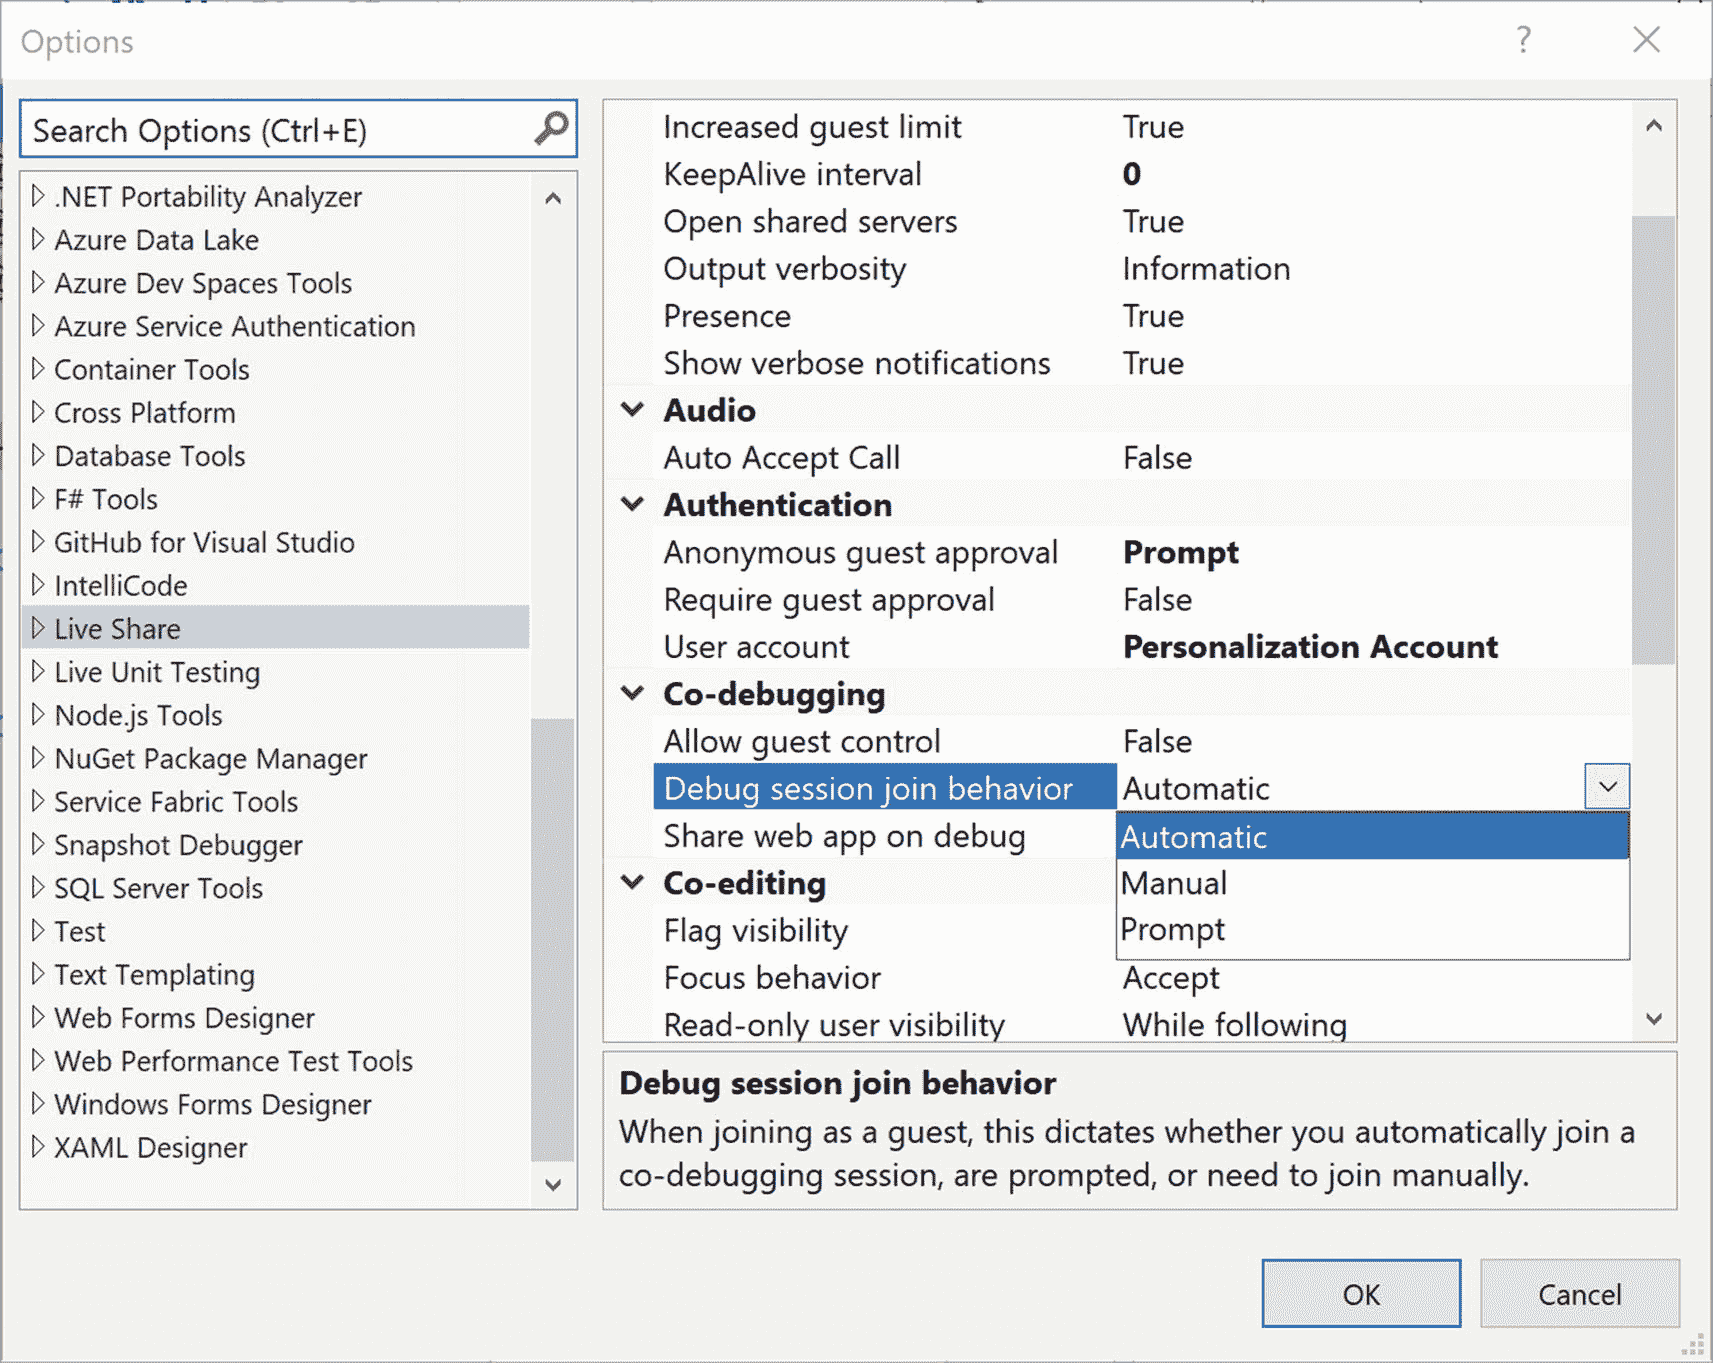 Options
?
Search Options (Ctrl+E)
.NET Portability Analyzer
Azure Data Lake
Azure Dev Spaces Tools
Azure Service Authentication
Container Tools
Cross Platform
Database Tools
F# Tools
GitHub for Visual Studio
IntelliCode
Live Share
Live Unit Testing
Node.js Tools
NuGet Package Manager
Service Fabric Tools
Snapshot Debugger
SQL Server Tools
Test
Text Templating
Web Forms Designer
Web Performance Test Tools
Windows Forms Designer
XAML Designer
Increased guest limit True
KeepAlive interval 0
Open shared servers True
Output verbosity Information
Presence True
Show verbose notifications True
Audio
Auto Accept Call False
Authentication
Anonymous guest approval Prompt
Require guest approval False
User account Personalization Account
Co-debugging
Allow guest control False
Debug session join behavior Automatic
Share web app on debug Automatic
Co-editing Manual
Flag visibility Prompt
Focus behavior Accept
Read-only user visibility While following
Debug session join behavior
When joining as a guest, this dictates whether you automatically join a
co-debugging session, are prompted, or need to join manually.
OK Cancel